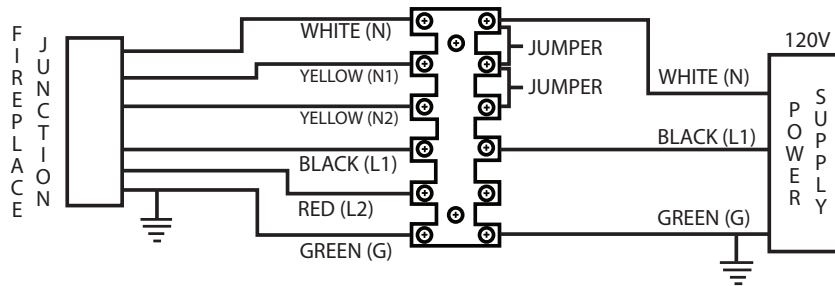 FIREPLACE
JUNCTION
WHITE (N)
YELLOW (N1)
YELLOW (N2)
BLACK (L1)
RED (L2)
GREEN (G)
JUMPER
JUMPER
WHITE (N)
BLACK (L1)
GREEN (G)
120V
POWER
SUPPLY